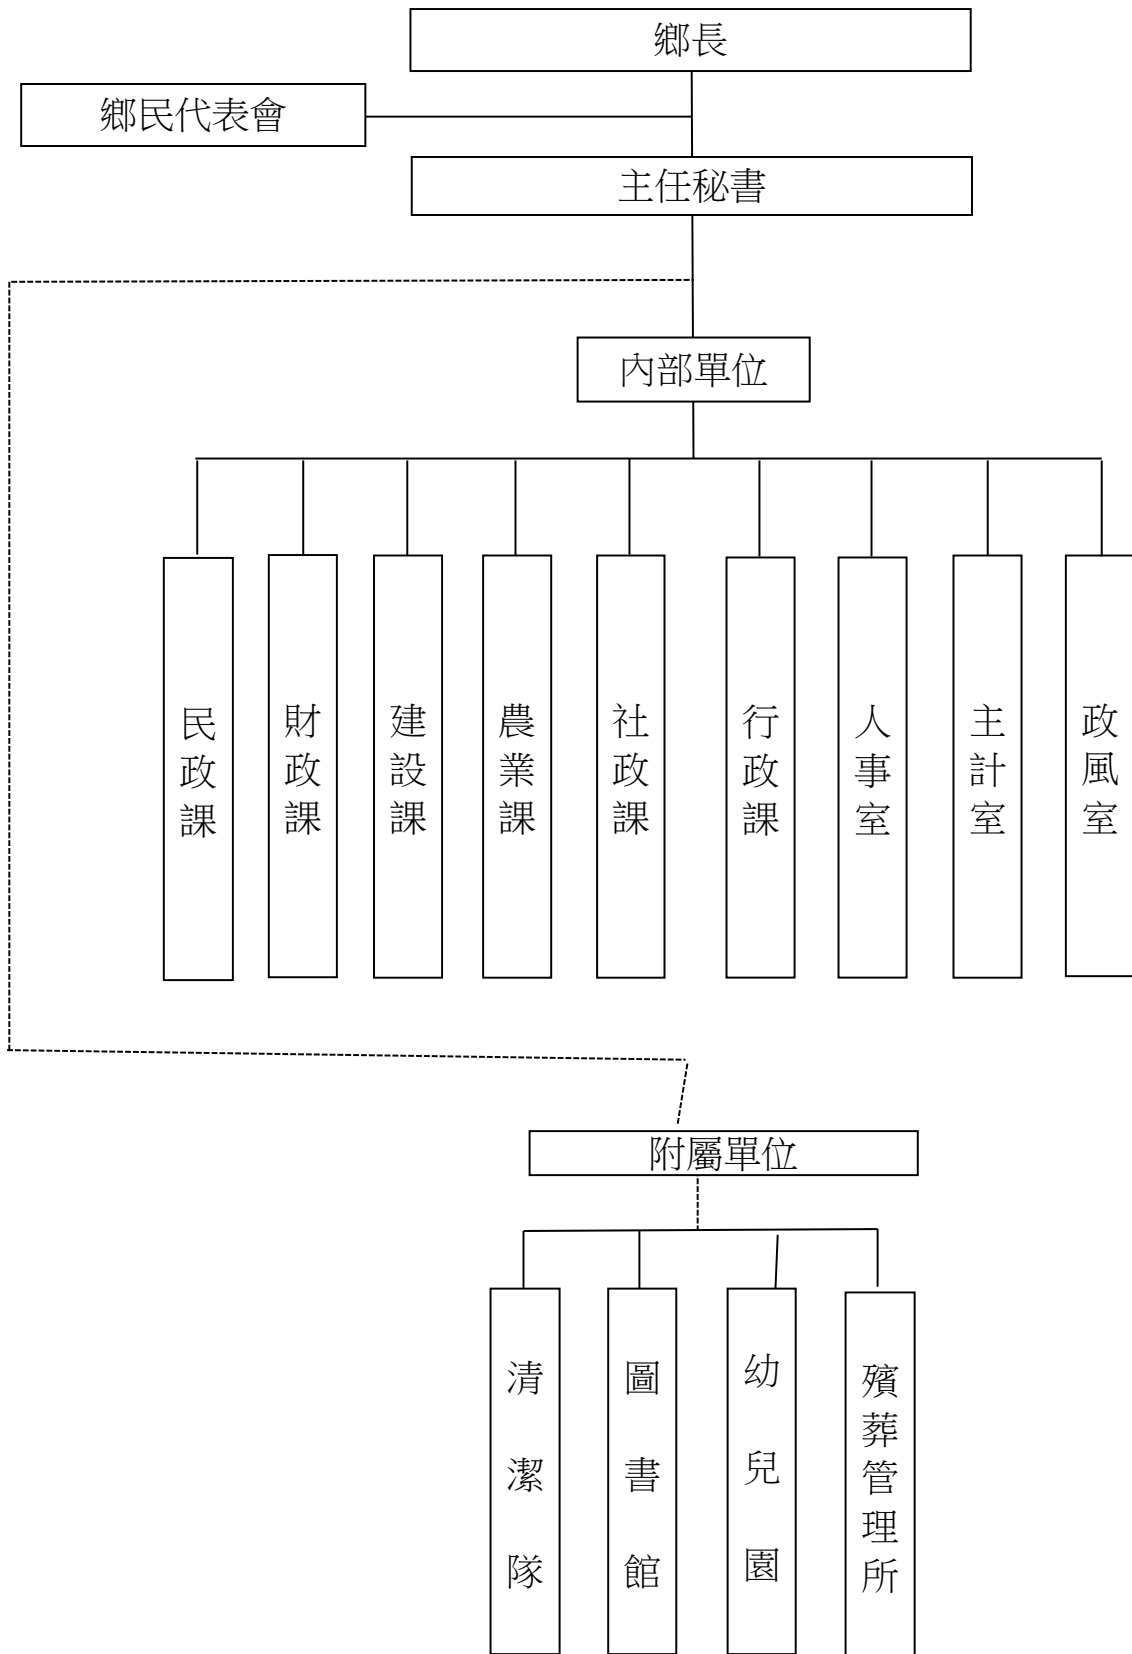 鄉長
鄉民代表會
主任秘書
內部單位
民政課
財政課
建設課
農業課
社政課
行政課
人事室
主計室
政風室
附屬單位
清潔隊
圖書館
幼兒園
殯葬管理所